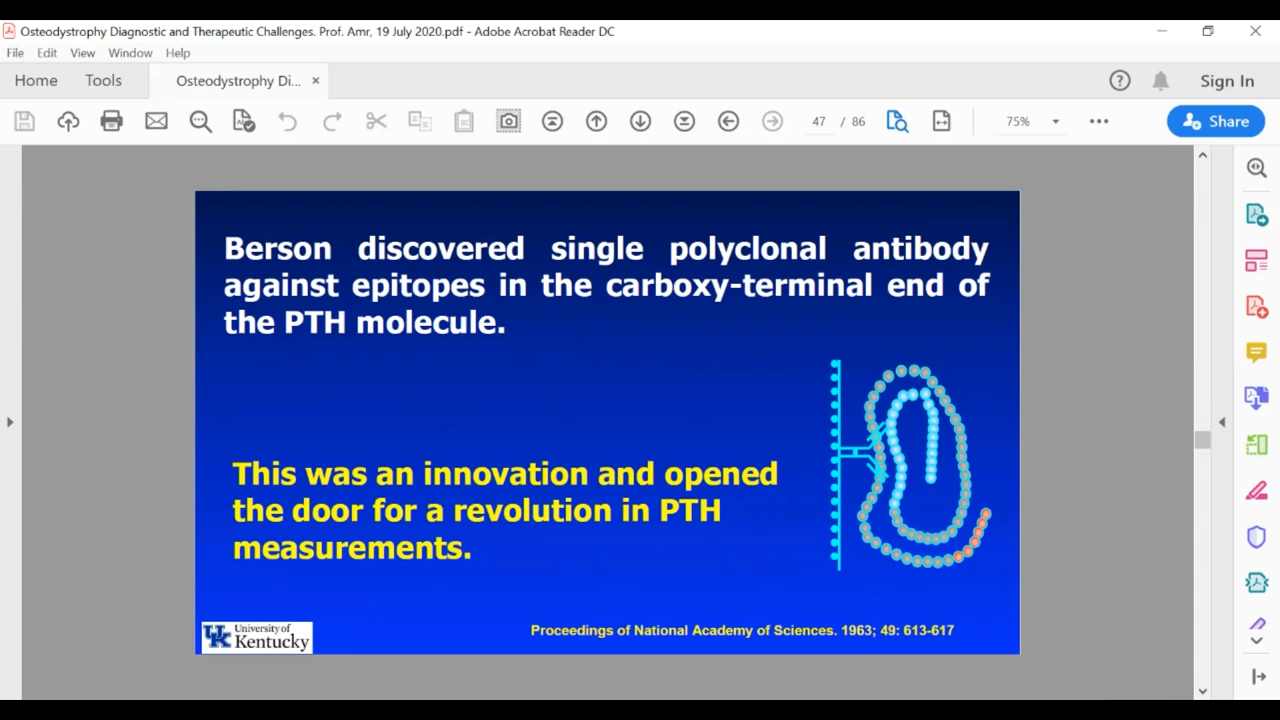 Osteodystrophy Diagnostic and Therapeutic Challenges. Prof. Amr, 19 July 2020.pdf - Adobe Acrobat Reader DC
File Edit View Window Help
Home Tools Osteodystrophy Di... × Sign In
47 / 86 75% Share
Berson discovered single polyclonal antibody
against epitopes in the carboxy-terminal end of
the PTH molecule.
This was an innovation and opened
the door for a revolution in PTH
measurements.
UK University of
Kentucky
Proceedings of National Academy of Sciences. 1963; 49: 613-617